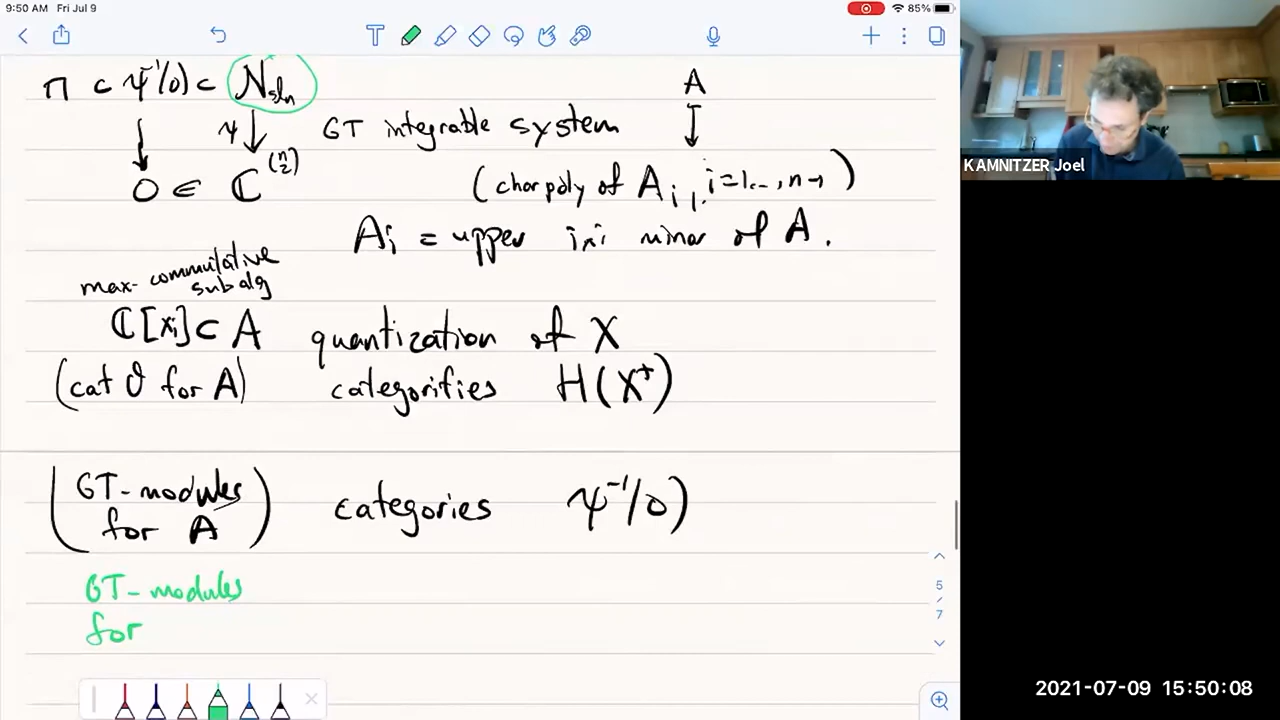 9:50 AM Fri Jul 9
85%
π ⊂ ψ⁻¹(0) ⊂ N_{sl_n}
A
ψ GT integrable system
0 ∈ ℂ^{(n 2)} (char poly of A_i, i=1..., n-1)
A_i = upper i×i minor of A.
max-commutative
subalg
ℂ[x_i] ⊂ A quantization of X
(cat O for A) categorifies H(X⁺)
(GT-modules for A) categories ψ⁻¹(0)
GT-modules
for
5
/
7
KAMNITZER Joel
2021-07-09 15:50:08